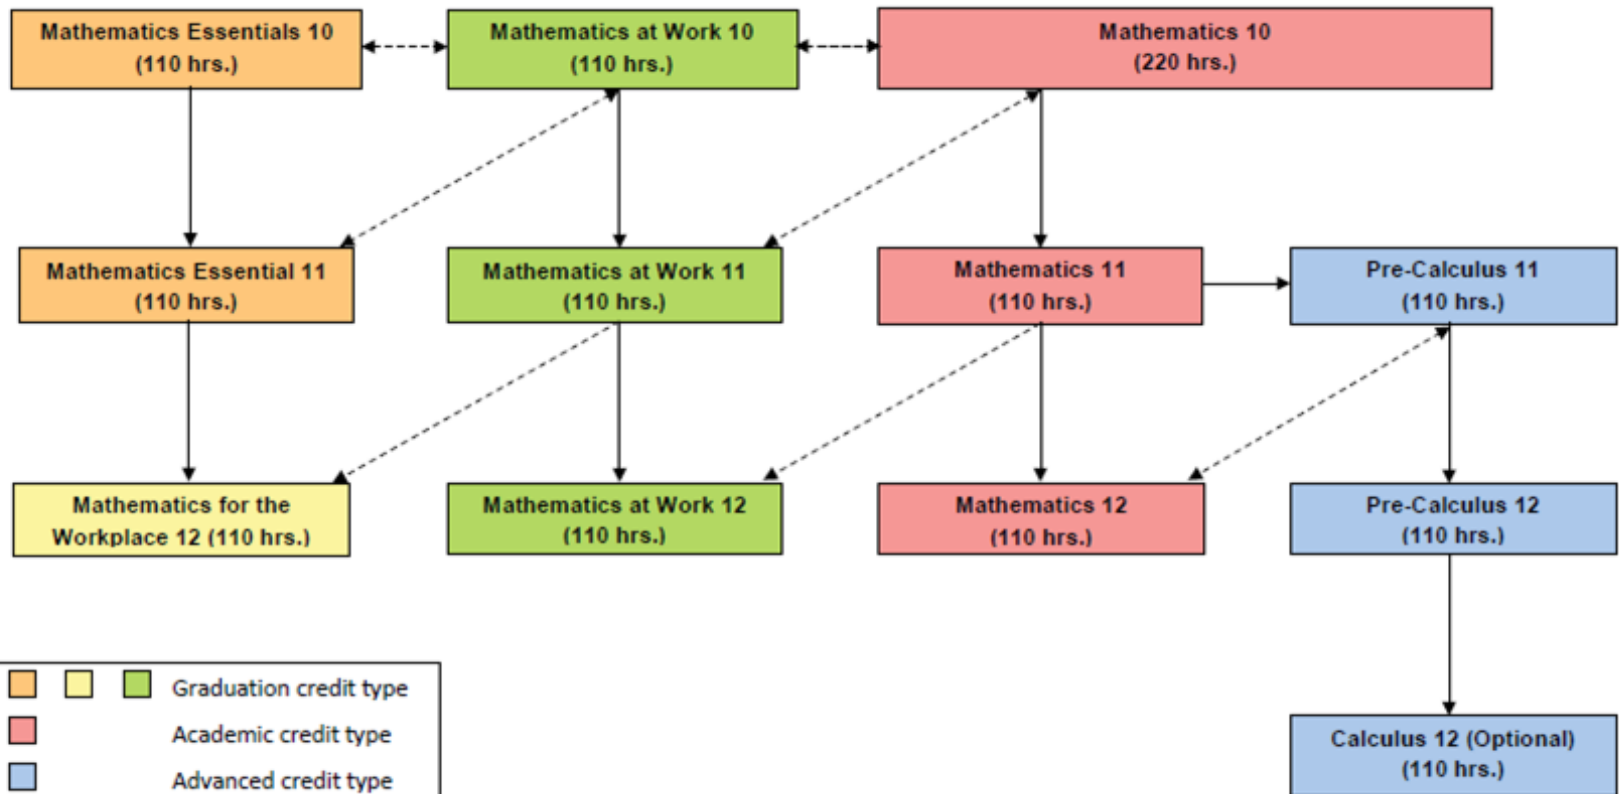 Mathematics Essentials 10
(110 hrs.)
Mathematics at Work 10
(110 hrs.)
Mathematics 10
(220 hrs.)
Mathematics Essential 11
(110 hrs.)
Mathematics at Work 11
(110 hrs.)
Mathematics 11
(110 hrs.)
Pre-Calculus 11
(110 hrs.)
Mathematics for the
Workplace 12 (110 hrs.)
Mathematics at Work 12
(110 hrs.)
Mathematics 12
(110 hrs.)
Pre-Calculus 12
(110 hrs.)
Calculus 12 (Optional)
(110 hrs.)
Graduation credit type
Academic credit type
Advanced credit type